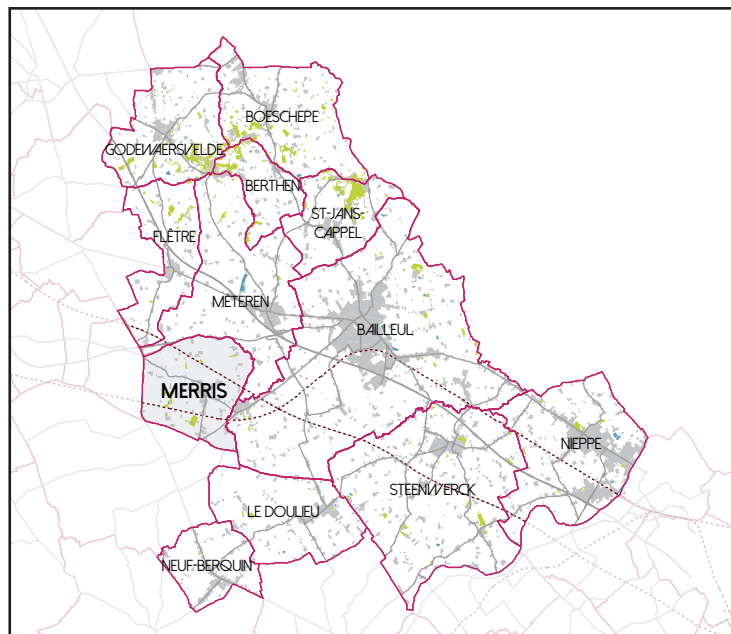 BOESCHEPE
GODEWAERSVELDE
BERTHEN
ST-JANS-
CAPPEL
FLÊTRE
MÉTEREN
BAILLEUL
MERRIS
NIEPPE
STEENWERCK
LE DOULIEU
NEUF-BERQUIN